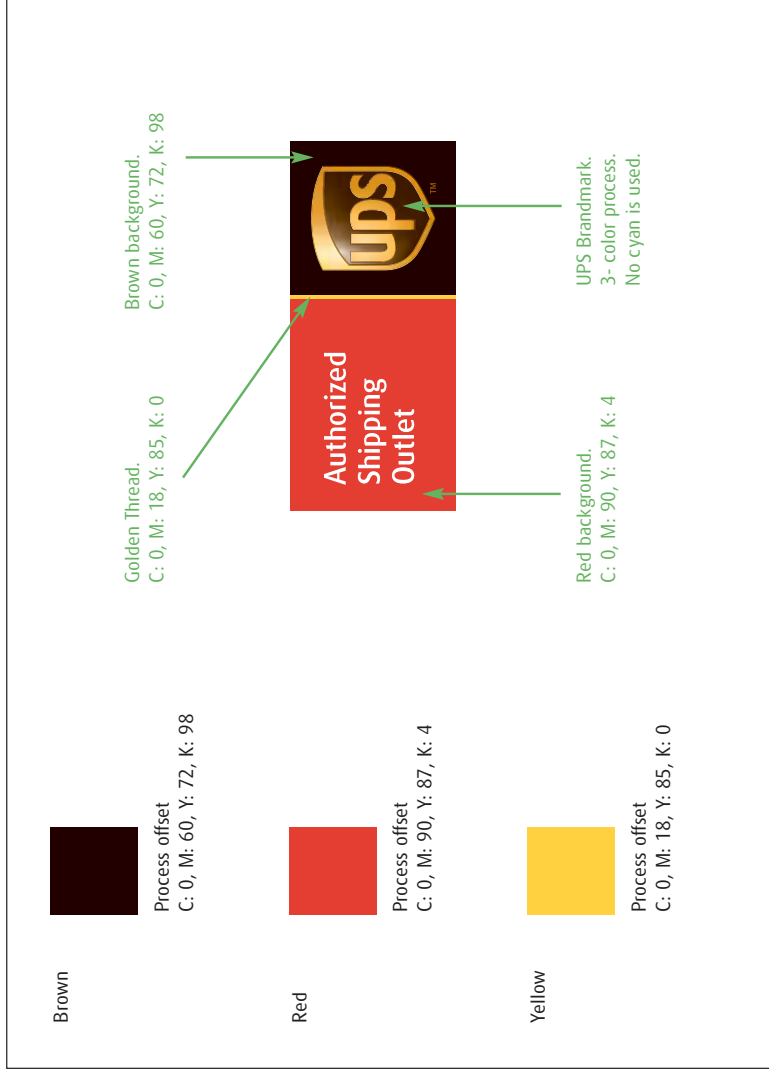 Brown
Process offset
C: 0, M: 60, Y: 72, K: 98
Red
Process offset
C: 0, M: 90, Y: 87, K: 4
Yellow
Process offset
C: 0, M: 18, Y: 85, K: 0
Golden Thread.
C: 0, M: 18, Y: 85, K: 0
Brown background.
C: 0, M: 60, Y: 72, K: 98
Authorized
Shipping
Outlet
ups
TM
Red background.
C: 0, M: 90, Y: 87, K: 4
UPS Brandmark.
3- color process.
No cyan is used.